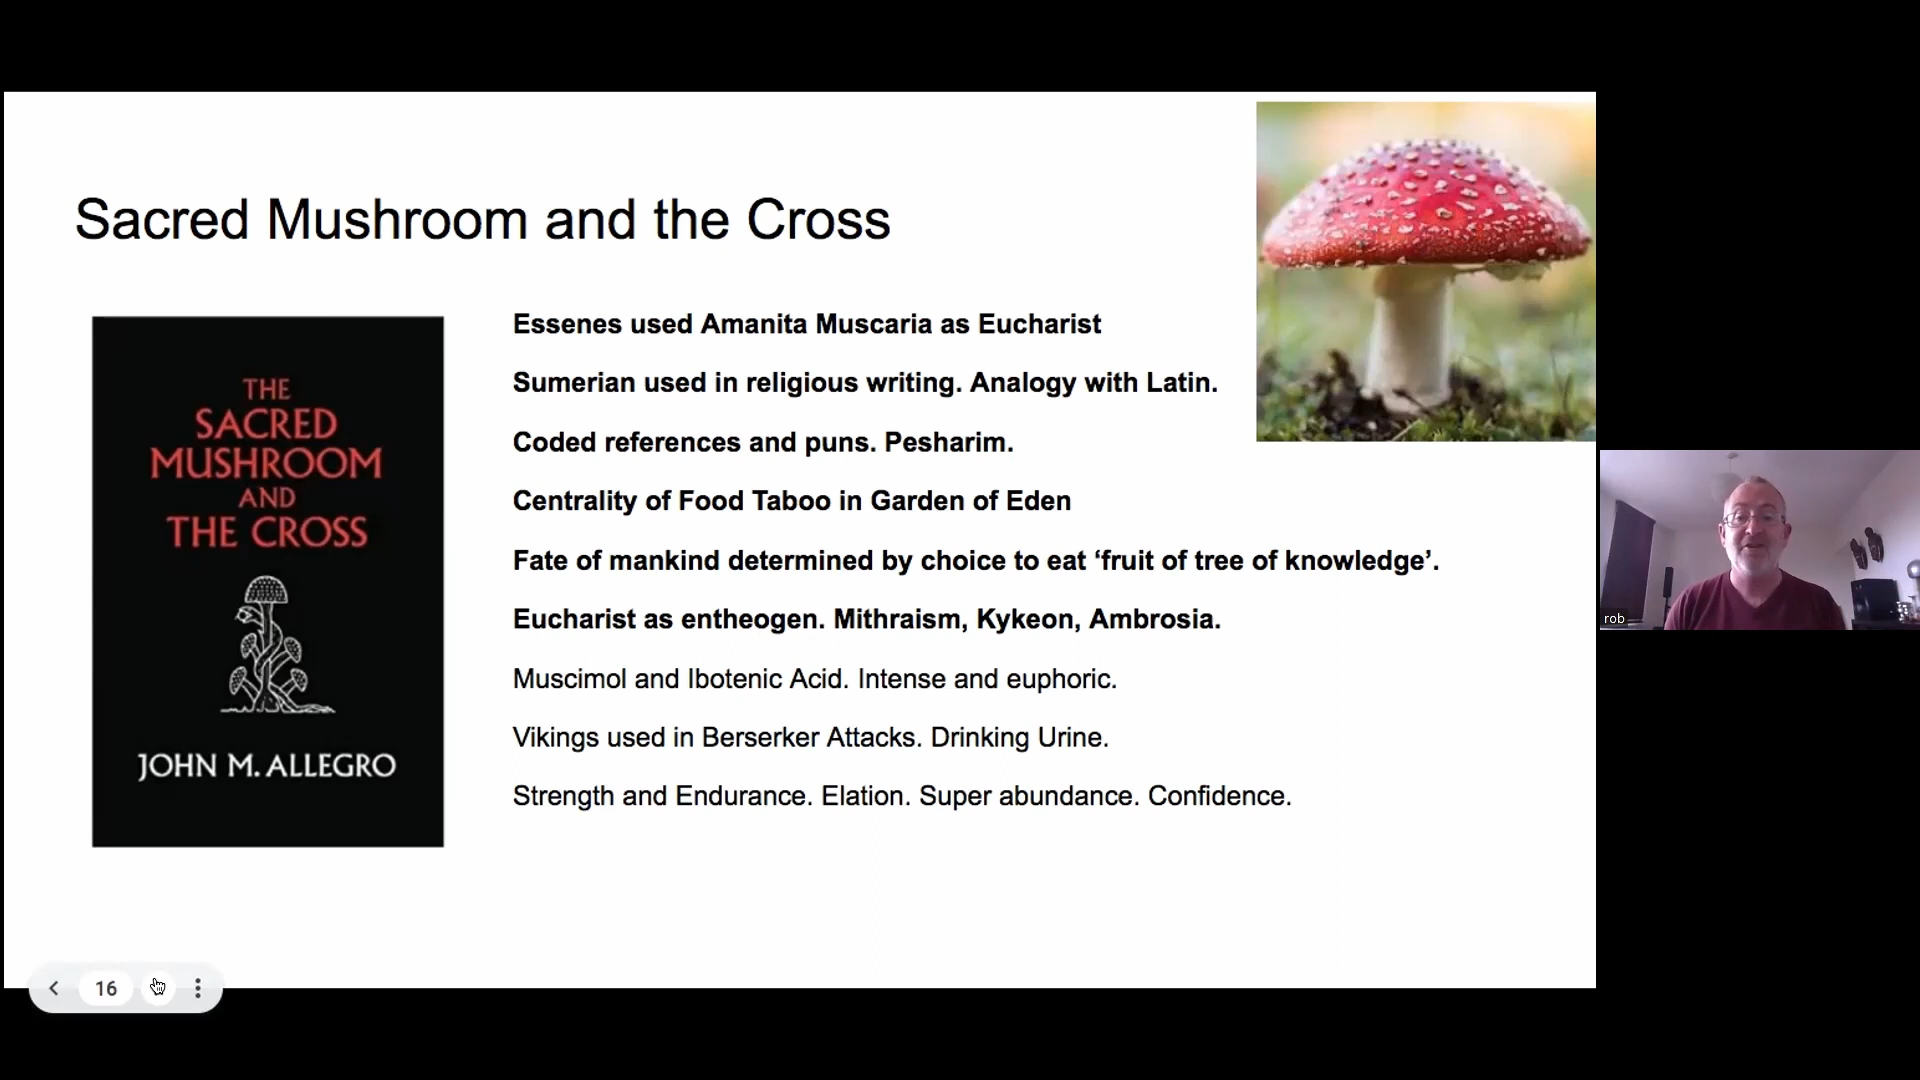 Sacred Mushroom and the Cross
THE
SACRED
MUSHROOM
AND
THE CROSS
JOHN M. ALLEGRO
Essenes used Amanita Muscaria as Eucharist
Sumerian used in religious writing. Analogy with Latin.
Coded references and puns. Pesharim.
Centrality of Food Taboo in Garden of Eden
Fate of mankind determined by choice to eat ‘fruit of tree of knowledge’.
Eucharist as entheogen. Mithraism, Kykeon, Ambrosia.
Muscimol and Ibotenic Acid. Intense and euphoric.
Vikings used in Berserker Attacks. Drinking Urine.
Strength and Endurance. Elation. Super abundance. Confidence.
rob
16